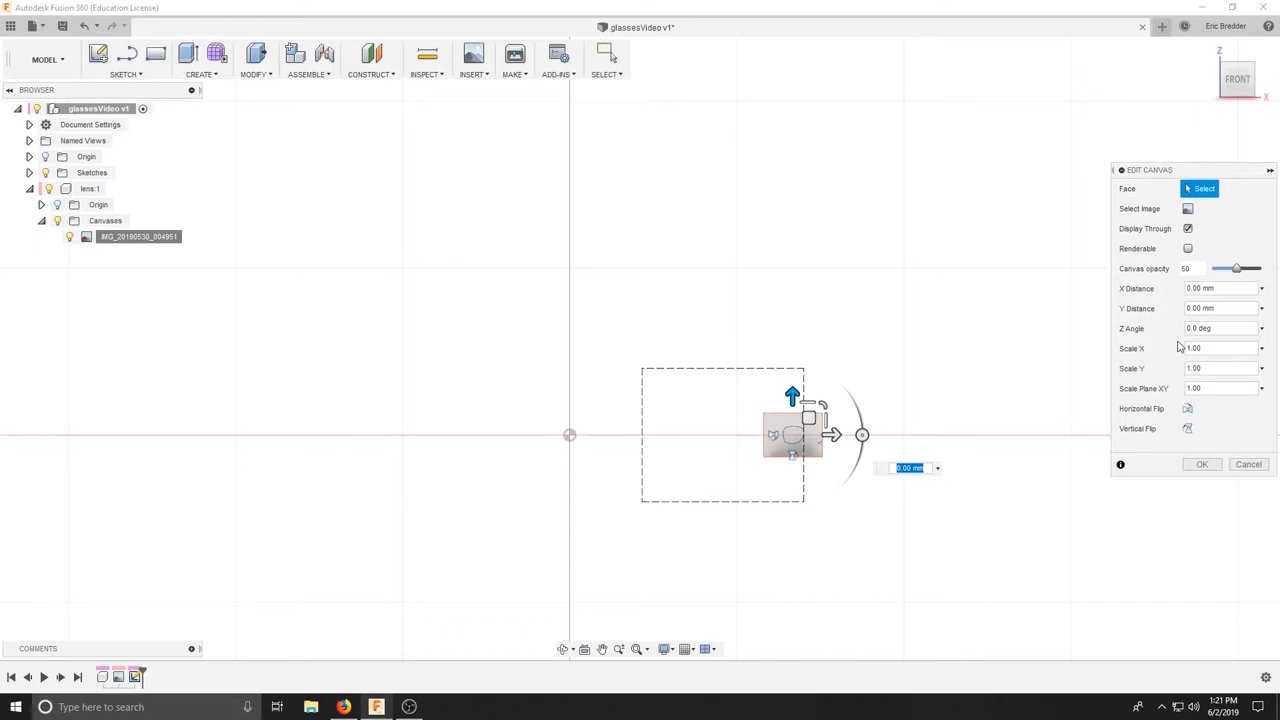 Autodesk Fusion 360 (Education License)
glassesVideo v1*
Eric Bredder
MODEL
SKETCH
CREATE
MODIFY
ASSEMBLE
CONSTRUCT
INSPECT
INSERT
MAKE
ADD-INS
SELECT
BROWSER
glassesVideo v1
Document Settings
Named Views
Origin
Sketches
lens:1
Origin
Canvases
IMG_20190530_004951
Z
FRONT
X
EDIT CANVAS
Face Select
Select Image
Display Through
Renderable
Canvas opacity 50
X Distance 0.00 mm
Y Distance 0.00 mm
Z Angle 0.0 deg
Scale X 1.00
Scale Y 1.00
Scale Plane XY 1.00
Horizontal Flip
Vertical Flip
OK Cancel
0.00 mm
COMMENTS
Type here to search
1:21 PM
6/2/2019